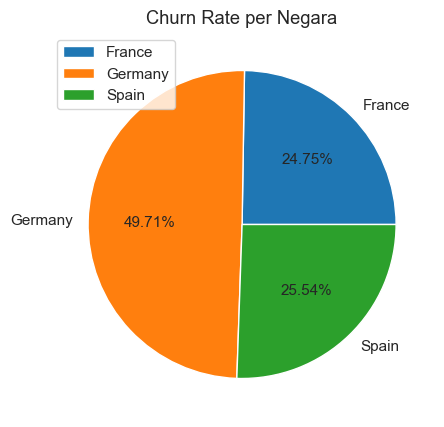 Churn Rate per Negara
France
Germany
Spain
France
24.75%
Germany
49.71%
25.54%
Spain